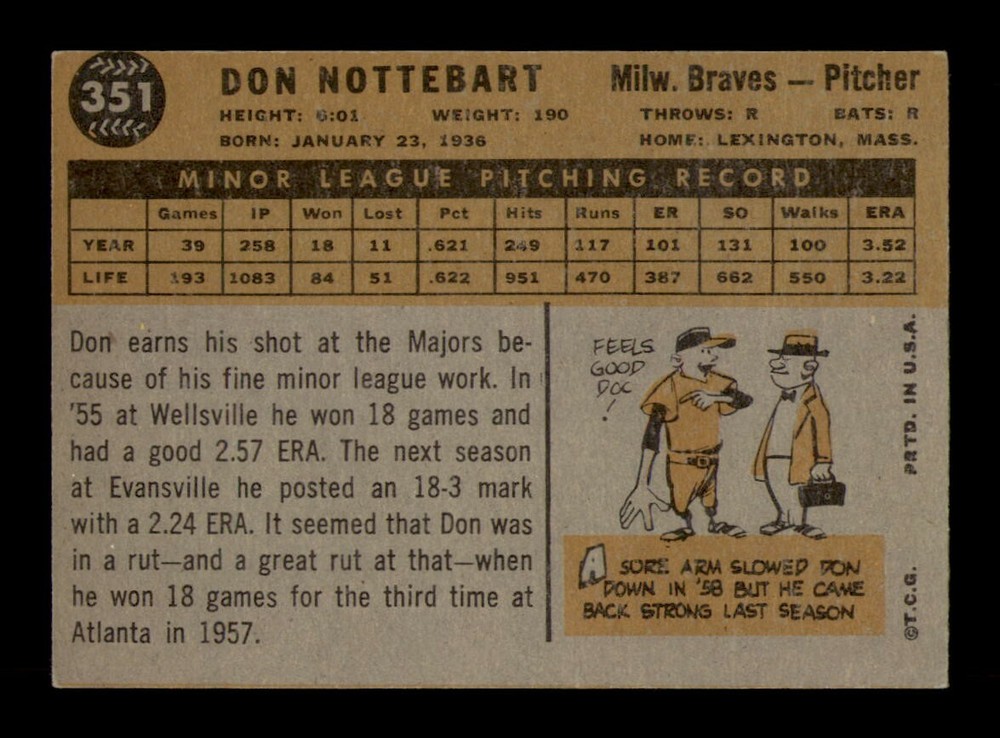 351
DON NOTTEBART
Milw. Braves — Pitcher
HEIGHT: 6:01 WEIGHT: 190 THROWS: R BATS: R
BORN: JANUARY 23, 1936 HOME: LEXINGTON, MASS.
MINOR LEAGUE PITCHING RECORD
Games IP Won Lost Pct Hits Runs ER SO Walks ERA
YEAR 39 258 18 11 .621 249 117 101 131 100 3.52
LIFE 193 1083 84 51 .622 951 470 387 662 550 3.22
Don earns his shot at the Majors be-
cause of his fine minor league work. In
'55 at Wellsville he won 18 games and
had a good 2.57 ERA. The next season
at Evansville he posted an 18-3 mark
with a 2.24 ERA. It seemed that Don was
in a rut—and a great rut at that—when
he won 18 games for the third time at
Atlanta in 1957.
FEELS
GOOD
DOC
!
A SORE ARM SLOWED DON
DOWN IN '58 BUT HE CAME
BACK STRONG LAST SEASON
©T.C.G. PRTD. IN U.S.A.